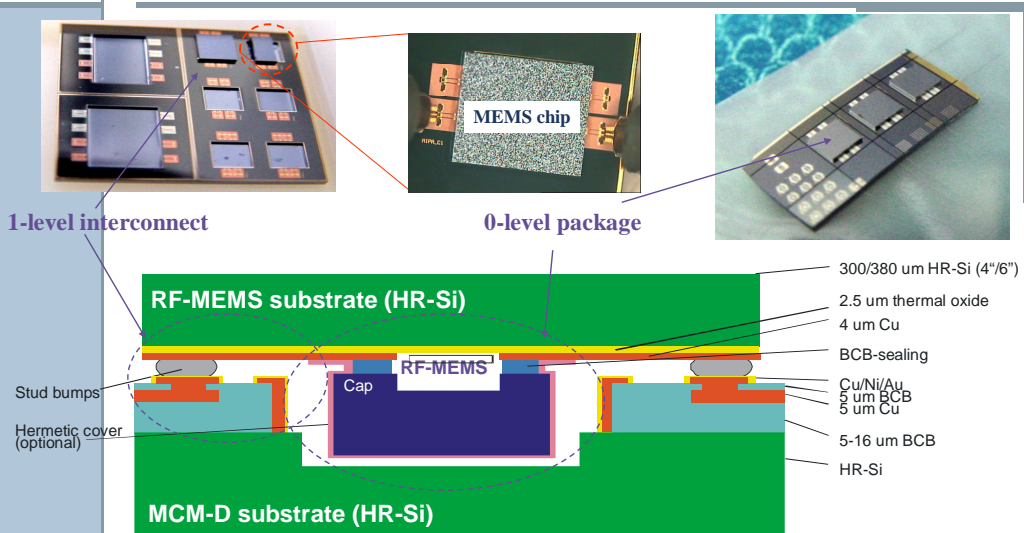 MEMS chip
RIPR_C1
1-level interconnect
0-level package
300/380 um HR-Si (4"/6")
RF-MEMS substrate (HR-Si)
2.5 um thermal oxide
4 um Cu
BCB-sealing
RF-MEMS
Cap
Stud bumps
Cu/Ni/Au
5 um BCB
5 um Cu
Hermetic cover
(optional)
5-16 um BCB
HR-Si
MCM-D substrate (HR-Si)